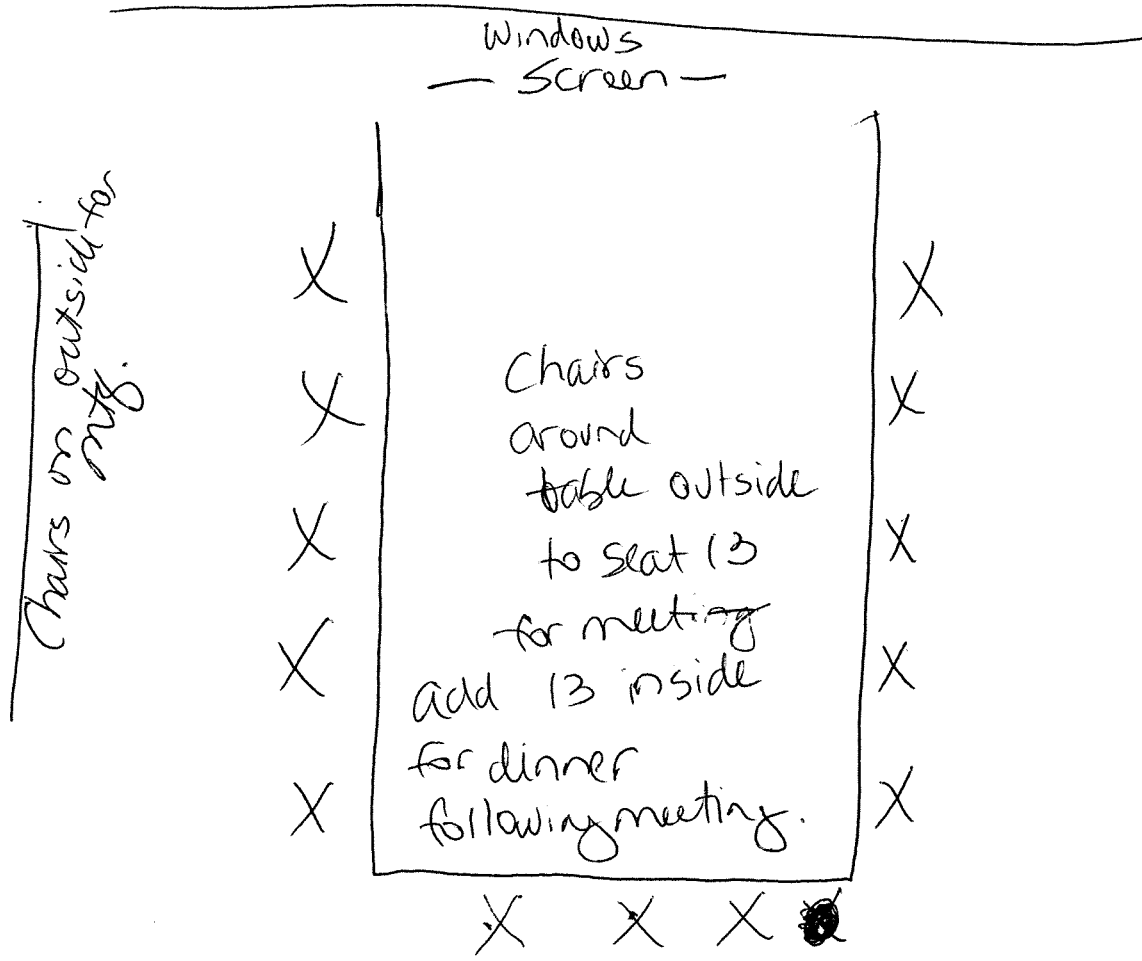 Windows
— Screen —
Chairs on outside for
mtg.
Chairs
around
table outside
to seat 13
for meeting
add 13 inside
for dinner
following meeting.
X X
X X
X X
X X
X X
X X X